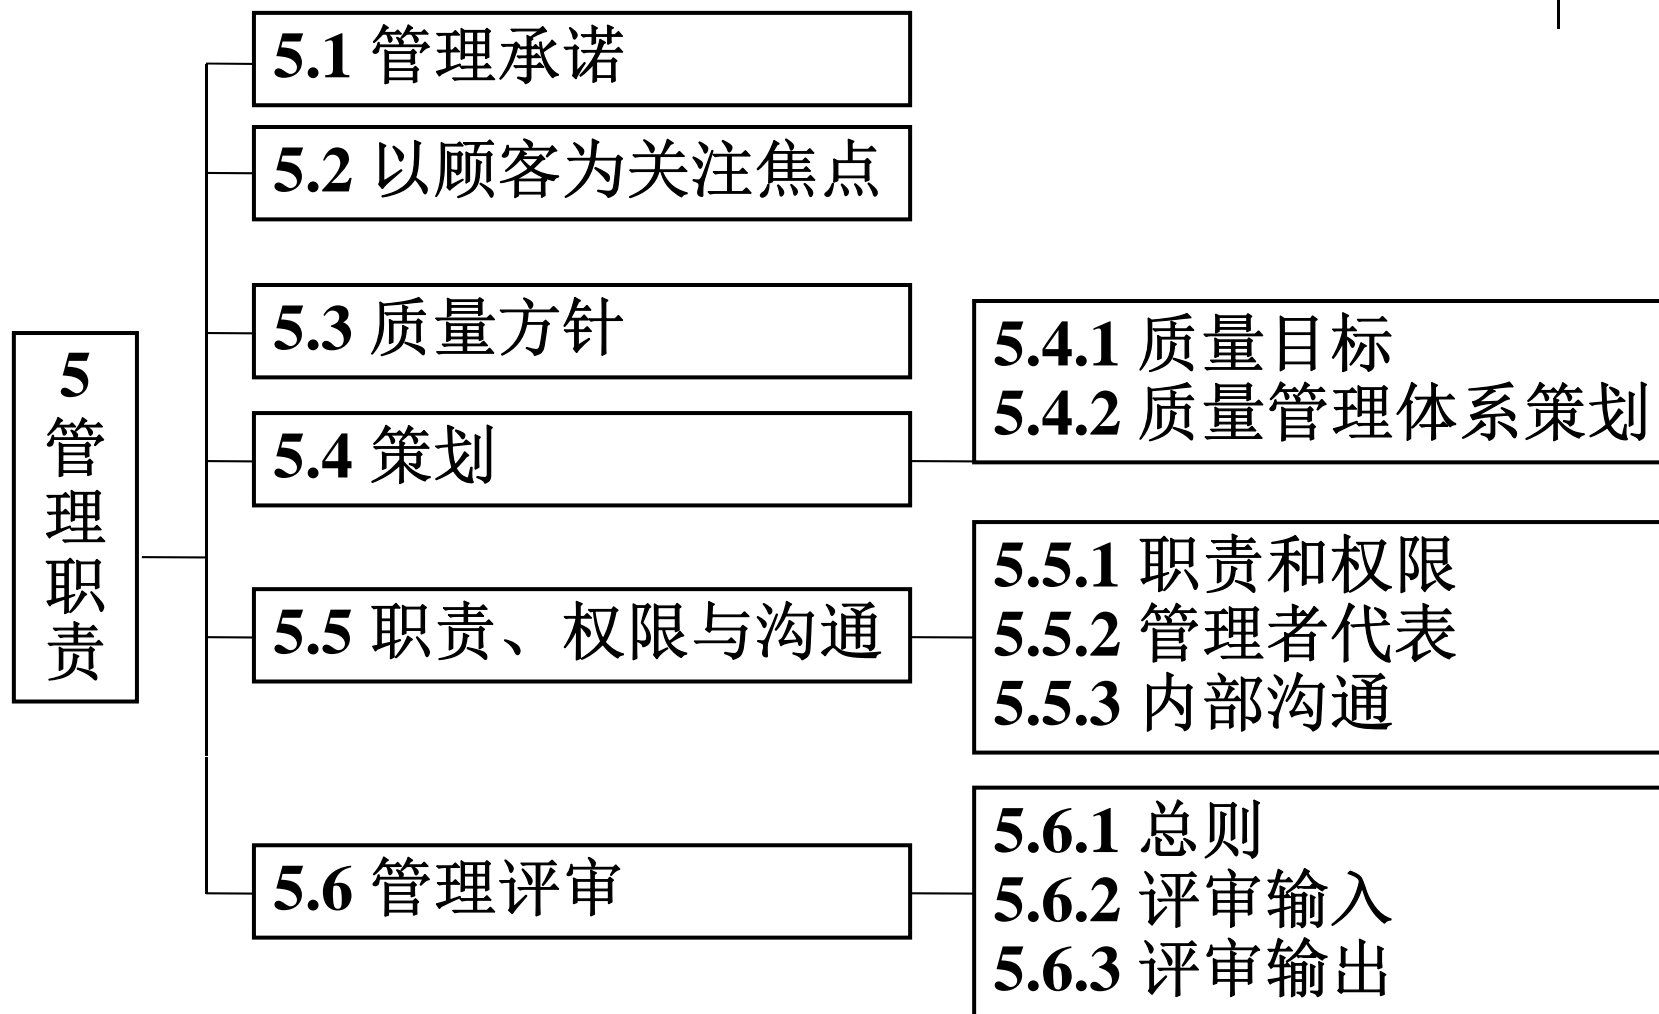 5
管
理
职
责
5.1 管理承诺
5.2 以顾客为关注焦点
5.3 质量方针
5.4 策划
5.4.1 质量目标
5.4.2 质量管理体系策划
5.5 职责、权限与沟通
5.5.1 职责和权限
5.5.2 管理者代表
5.5.3 内部沟通
5.6 管理评审
5.6.1 总则
5.6.2 评审输入
5.6.3 评审输出